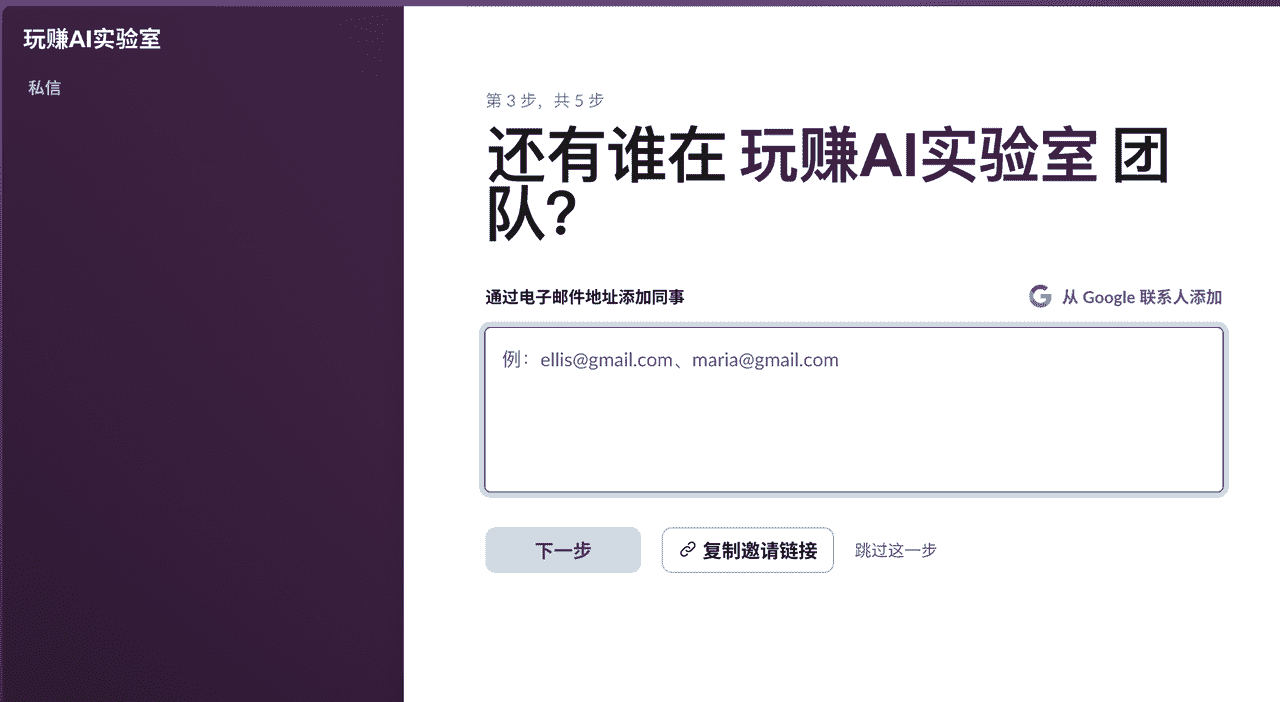 玩赚AI实验室
私信
第 3 步，共 5 步
还有谁在 玩赚AI实验室 团
队？
通过电子邮件地址添加同事
从 Google 联系人添加
例：ellis@gmail.com、maria@gmail.com
下一步
复制邀请链接
跳过这一步